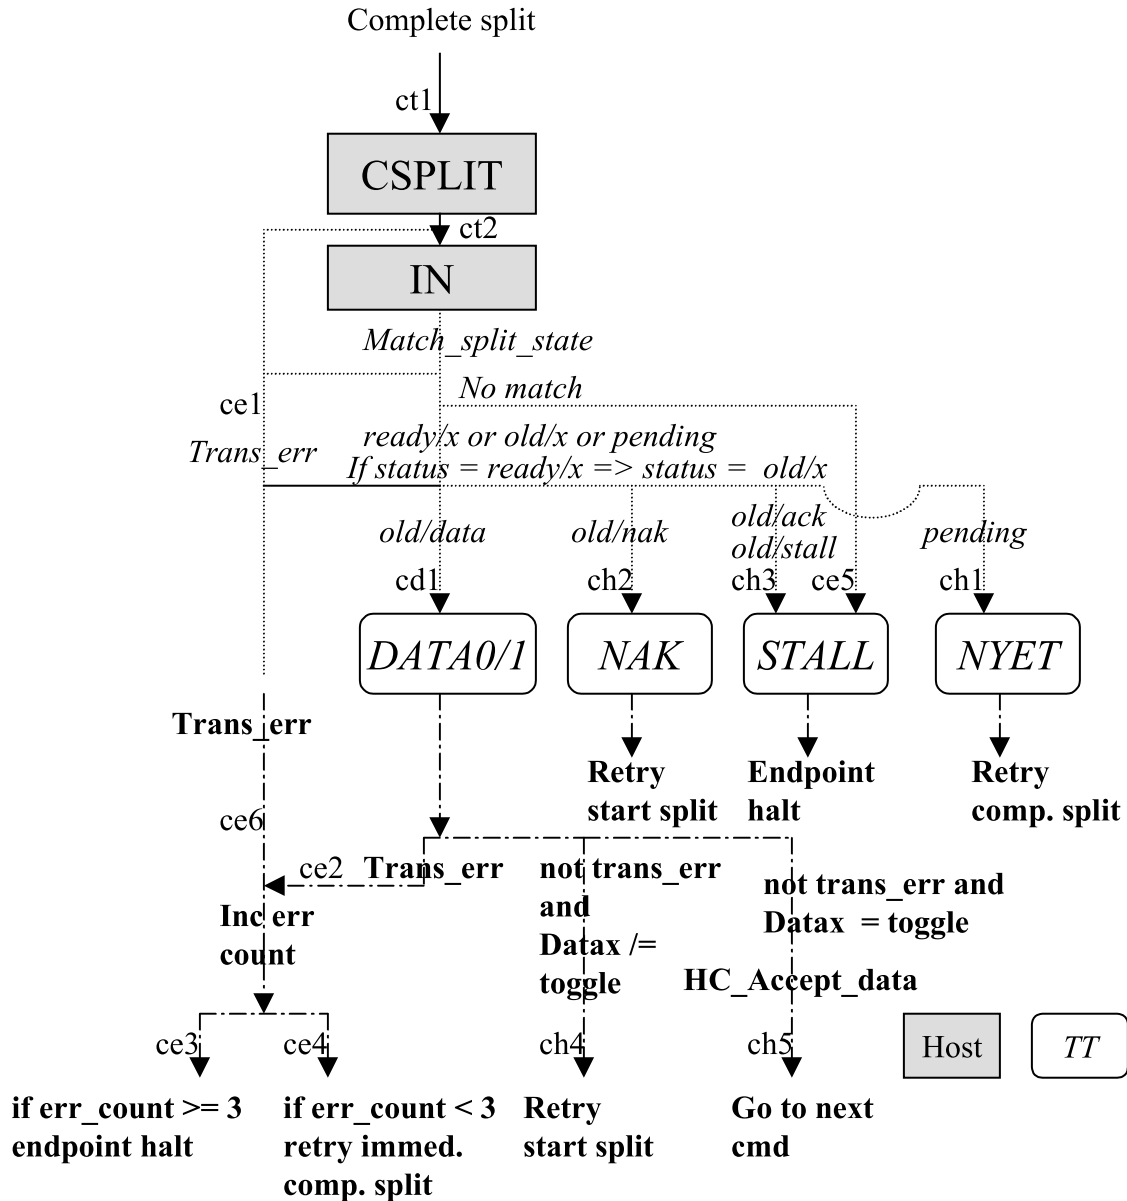 Complete split
ct1
CSPLIT
ct2
IN
Match_split_state
No match
ce1
Trans_err
ready/x or old/x or pending
If status = ready/x => status = old/x
old/data
old/nak
old/ack
old/stall
pending
cd1
ch2
ch3
ce5
ch1
DATA0/1
NAK
STALL
NYET
Trans_err
Retry
start split
Endpoint
halt
Retry
comp. split
ce6
ce2
Trans_err
not trans_err
and
Datax /=
toggle
not trans_err and
Datax = toggle
Inc err
count
HC_Accept_data
ce3
ce4
ch4
ch5
Host
TT
if err_count >= 3
endpoint halt
if err_count < 3
retry immed.
comp. split
Retry
start split
Go to next
cmd